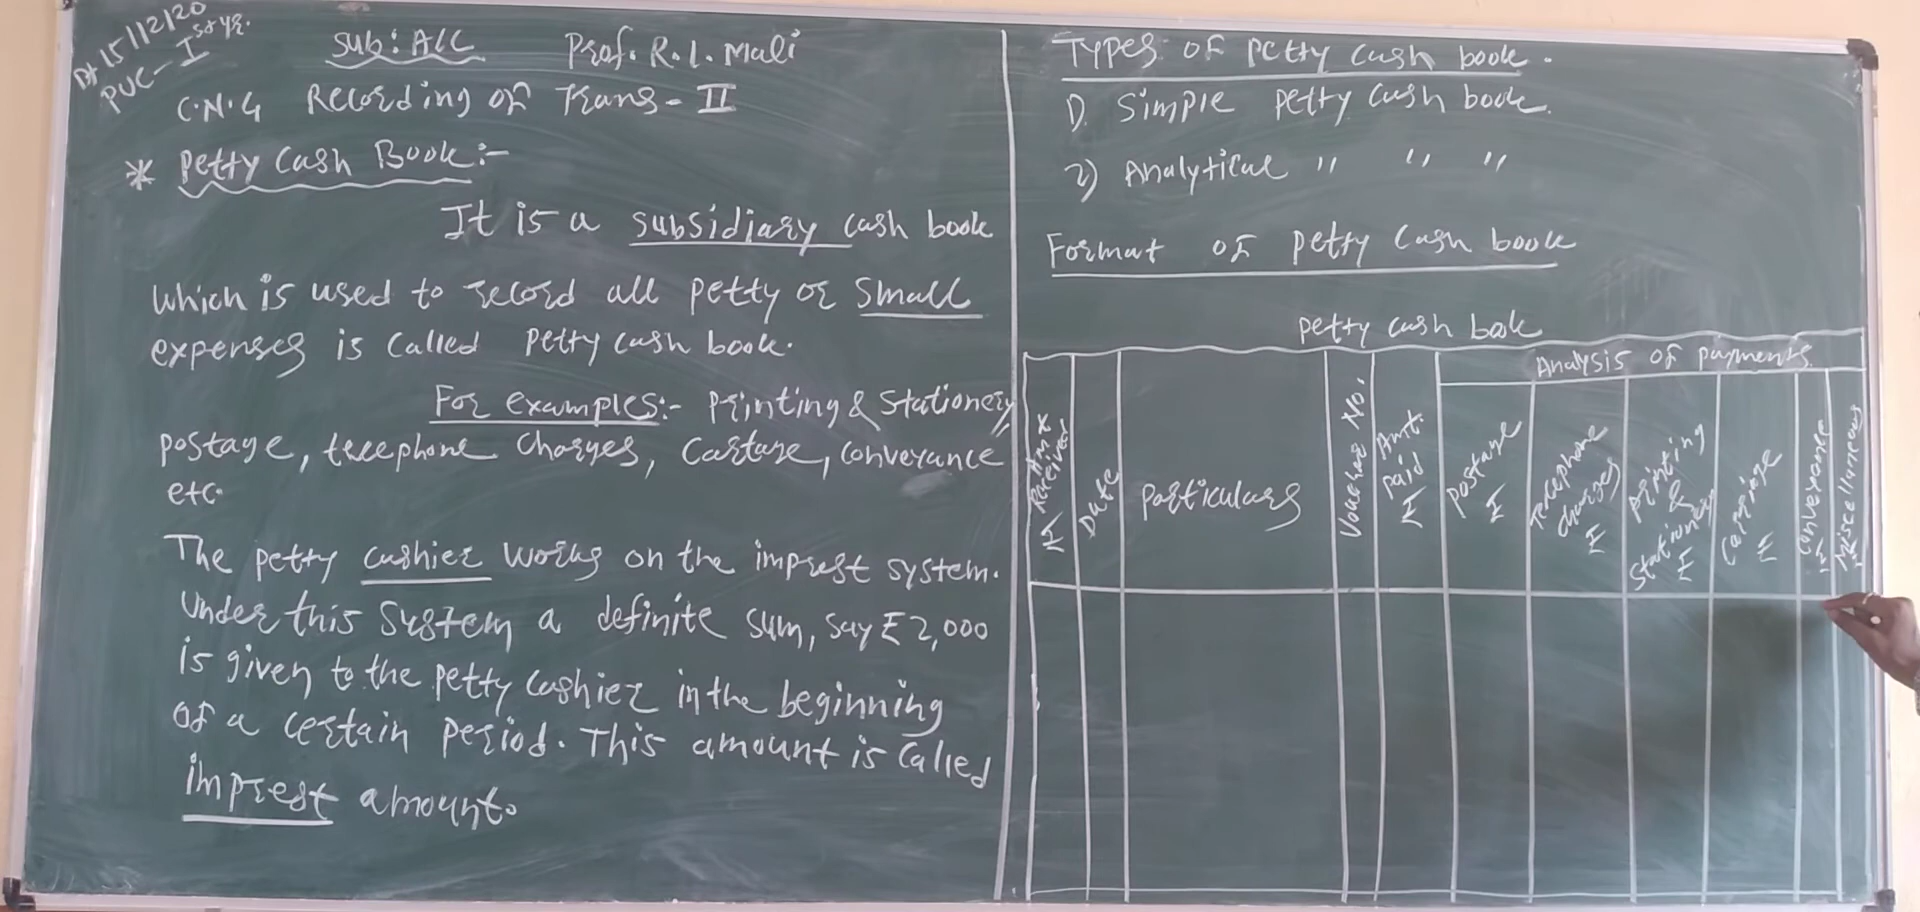 Dt 15/12/20
PUC-I st yr.
Sub: A/C Prof. R.I. Mali
C.N.4 Recording of Trans-II
* Petty Cash Book:-
It is a subsidiary cash book
which is used to record all petty or small
expenses is called petty cash book.
For examples:- printing & stationery
postage, telephone charges, cartage, conveyance
etc.
The petty cashier works on the imprest system.
Under this system a definite sum, say ₹ 2,000
is given to the petty cashier in the beginning
of a certain period. This amount is called
imprest amount.
Types of petty cash book.
1). Simple petty cash book.
2) Analytical " " "
Format of petty cash book
petty cash book
Analysis of payments
Amt Received ₹
Date
particulars
Voucher No.
Amt. paid ₹
postage ₹
Telephone charges ₹
printing & stationery ₹
Carriage ₹
Conveyance ₹
Miscellaneous ₹